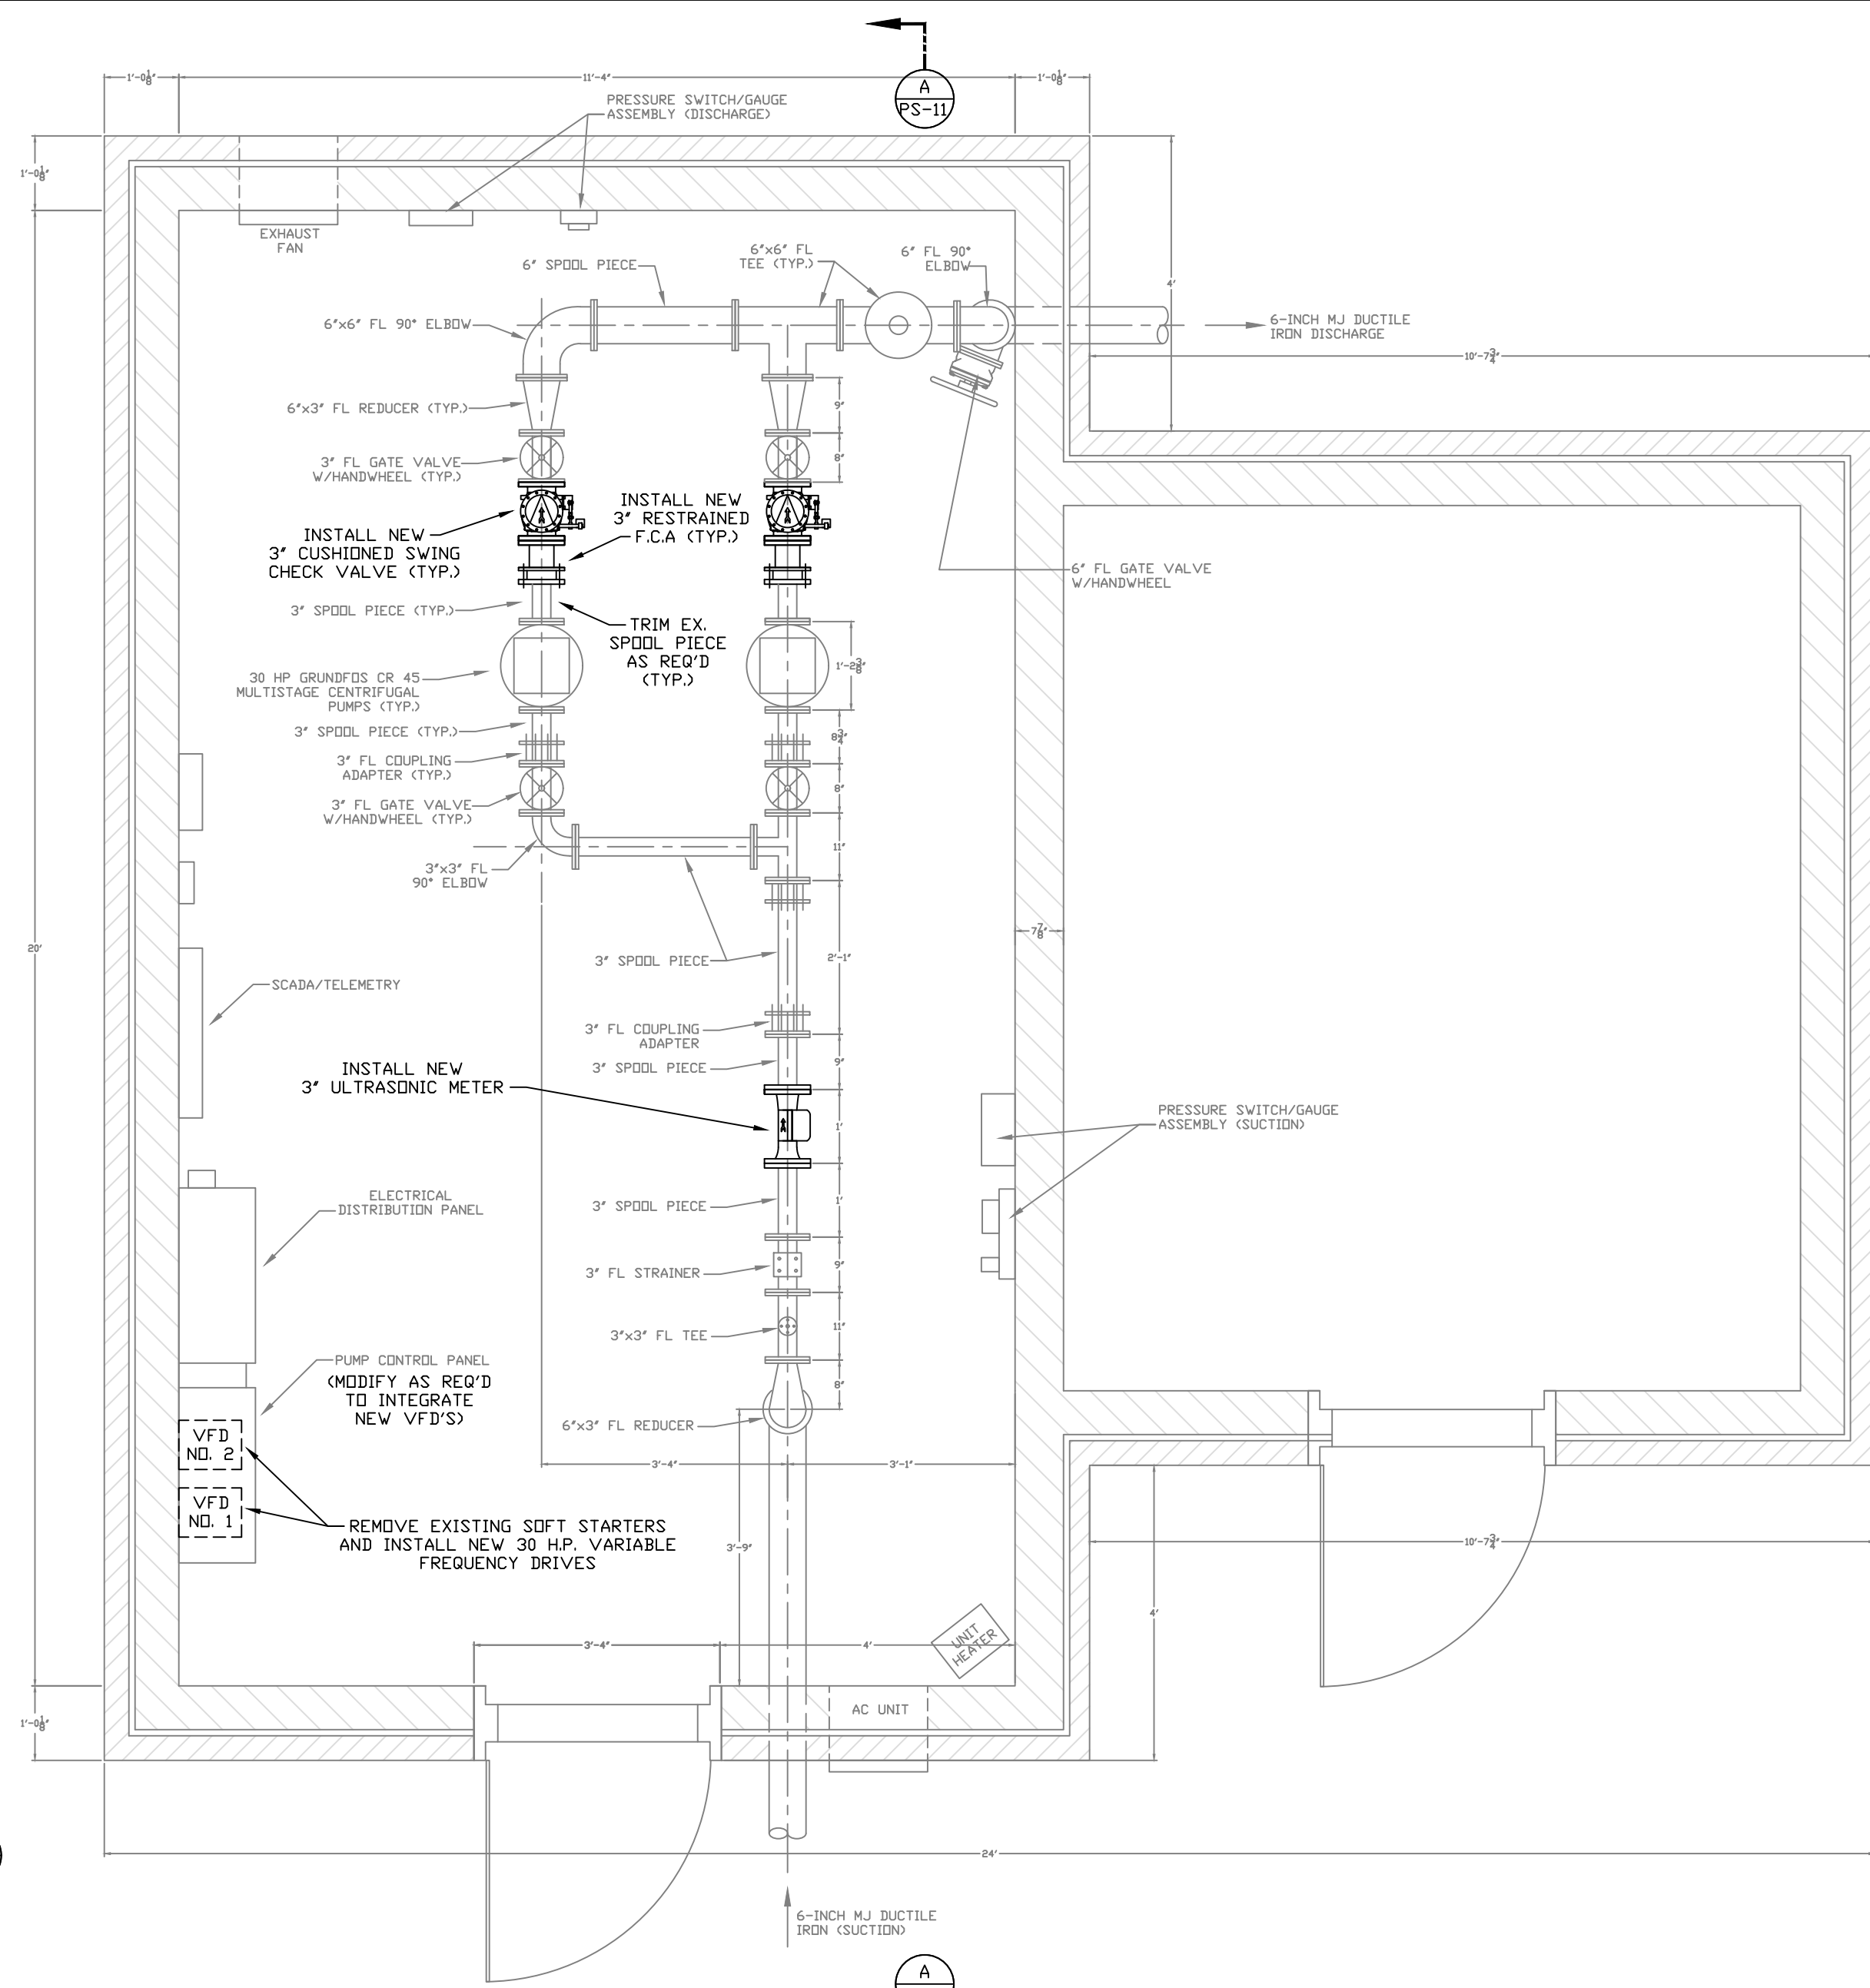 A
PS-11
1'-0⅛"
11'-4"
1'-0⅛"
PRESSURE SWITCH/GAUGE
ASSEMBLY (DISCHARGE)
1'-0⅛"
EXHAUST
FAN
6" SPOOL PIECE
6"x6" FL
TEE (TYP.)
6" FL 90°
ELBOW
4'
6"x6" FL 90° ELBOW
6-INCH MJ DUCTILE
IRON DISCHARGE
10'-7¾"
6"x3" FL REDUCER (TYP.)
9"
3" FL GATE VALVE
W/HANDWHEEL (TYP.)
8"
INSTALL NEW
3" CUSHIONED SWING
CHECK VALVE (TYP.)
INSTALL NEW
3" RESTRAINED
F.C.A (TYP.)
6" FL GATE VALVE
W/HANDWHEEL
3" SPOOL PIECE (TYP.)
TRIM EX.
SPOOL PIECE
AS REQ'D
(TYP.)
1'-2⅜"
30 HP GRUNDFOS CR 45
MULTISTAGE CENTRIFUGAL
PUMPS (TYP.)
3" SPOOL PIECE (TYP.)
8¾"
3" FL COUPLING
ADAPTER (TYP.)
3" FL GATE VALVE
W/HANDWHEEL (TYP.)
8"
11"
3"x3" FL
90° ELBOW
20'
7⅞"
3" SPOOL PIECE
2'-1"
SCADA/TELEMETRY
3" FL COUPLING
ADAPTER
3" SPOOL PIECE
9"
INSTALL NEW
3" ULTRASONIC METER
1'
PRESSURE SWITCH/GAUGE
ASSEMBLY (SUCTION)
ELECTRICAL
DISTRIBUTION PANEL
3" SPOOL PIECE
1'
3" FL STRAINER
9"
3"x3" FL TEE
11"
PUMP CONTROL PANEL
(MODIFY AS REQ'D
TO INTEGRATE
NEW VFD'S)
8"
6"x3" FL REDUCER
VFD
NO. 2
3'-4"
3'-1"
VFD
NO. 1
REMOVE EXISTING SOFT STARTERS
AND INSTALL NEW 30 H.P. VARIABLE
FREQUENCY DRIVES
3'-9"
10'-7¾"
4'
3'-4"
4'
UNIT
HEATER
1'-0⅛"
AC UNIT
24'
6-INCH MJ DUCTILE
IRON (SUCTION)
A